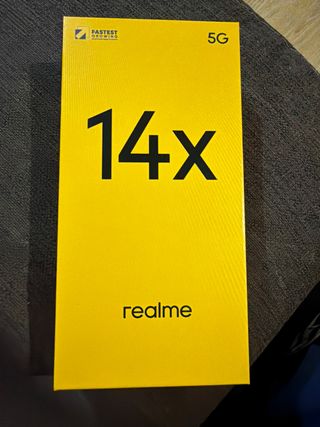 FASTEST
GROWING
5G
14x
realme